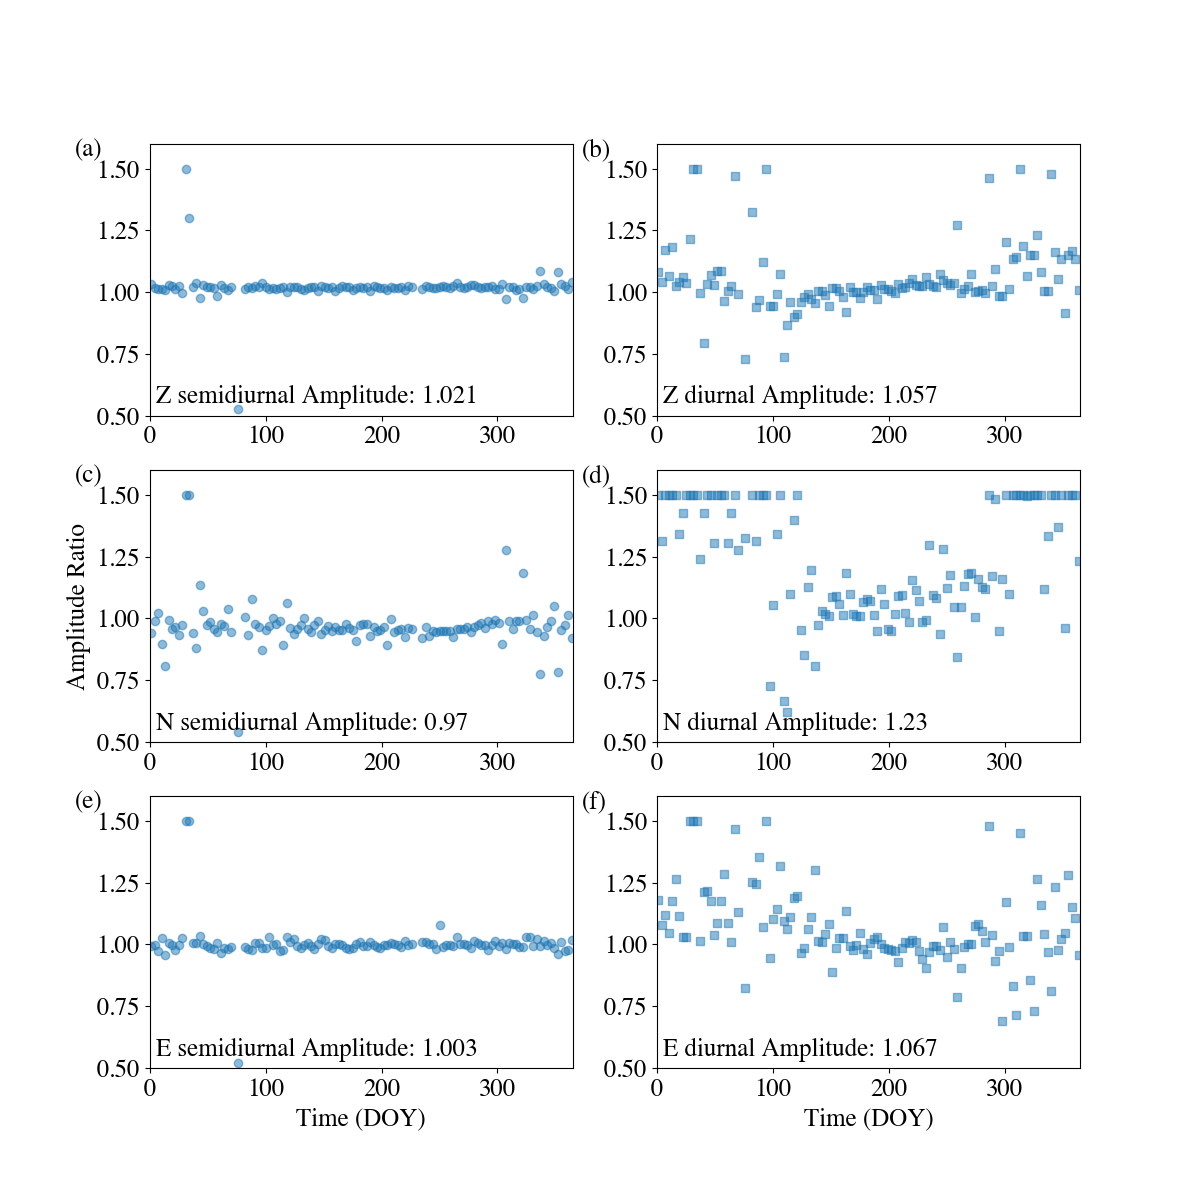 (a)
1.50
1.25
1.00
0.75
0.50
Z semidiurnal Amplitude: 1.021
0 100 200 300
(b)
1.50
1.25
1.00
0.75
0.50
Z diurnal Amplitude: 1.057
0 100 200 300
Amplitude Ratio
(c)
1.50
1.25
1.00
0.75
0.50
N semidiurnal Amplitude: 0.97
0 100 200 300
(d)
1.50
1.25
1.00
0.75
0.50
N diurnal Amplitude: 1.23
0 100 200 300
(e)
1.50
1.25
1.00
0.75
0.50
E semidiurnal Amplitude: 1.003
0 100 200 300
Time (DOY)
(f)
1.50
1.25
1.00
0.75
0.50
E diurnal Amplitude: 1.067
0 100 200 300
Time (DOY)